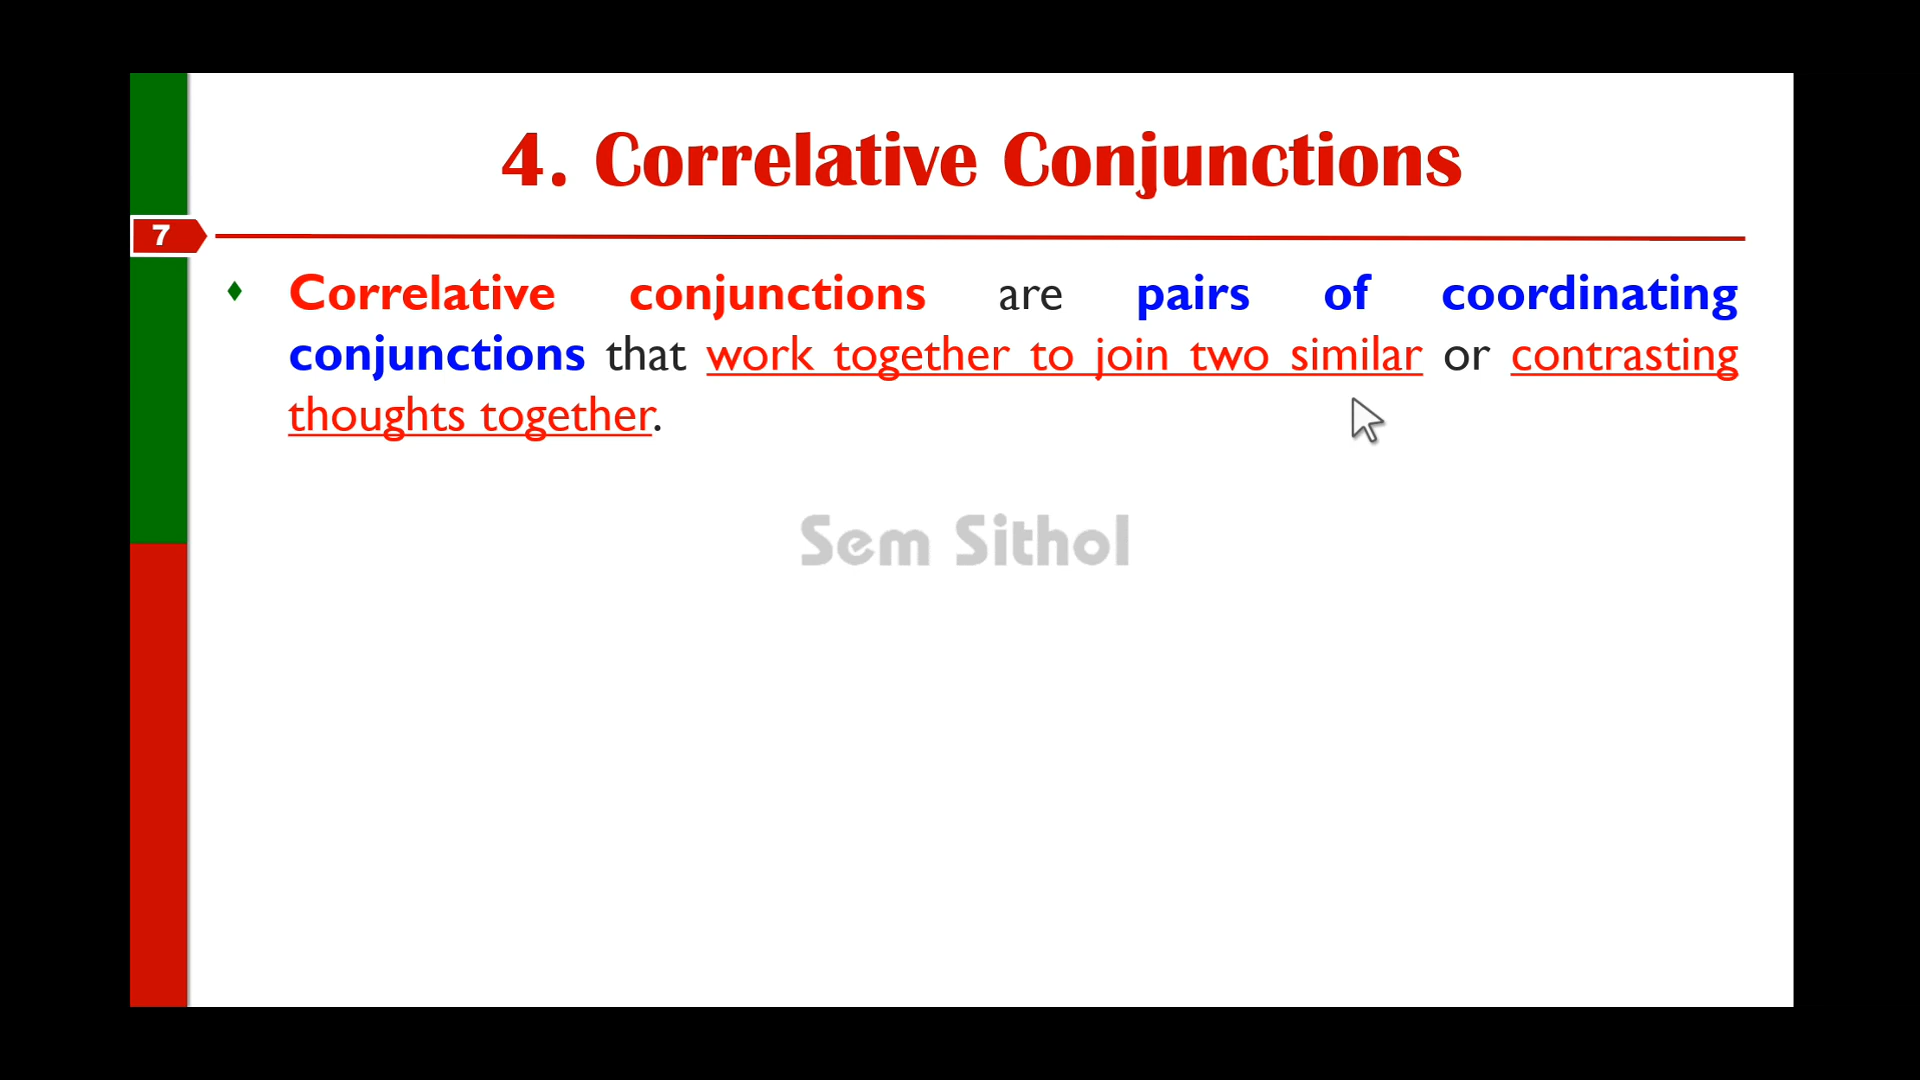 4. Correlative Conjunctions
7
Correlative conjunctions are pairs of coordinating
conjunctions that work together to join two similar or contrasting
thoughts together.
Sem Sithol